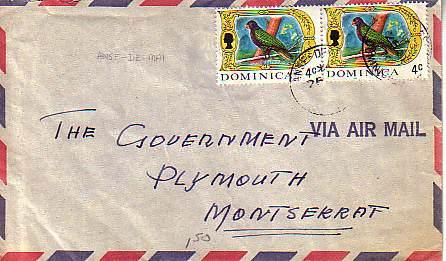 ANSE-DE-MAI
DOMINICA 4c
DOMINICA 4c
VIA AIR MAIL
THE GOVERNMENT
PLYMOUTH
MONTSERRAT
1,50